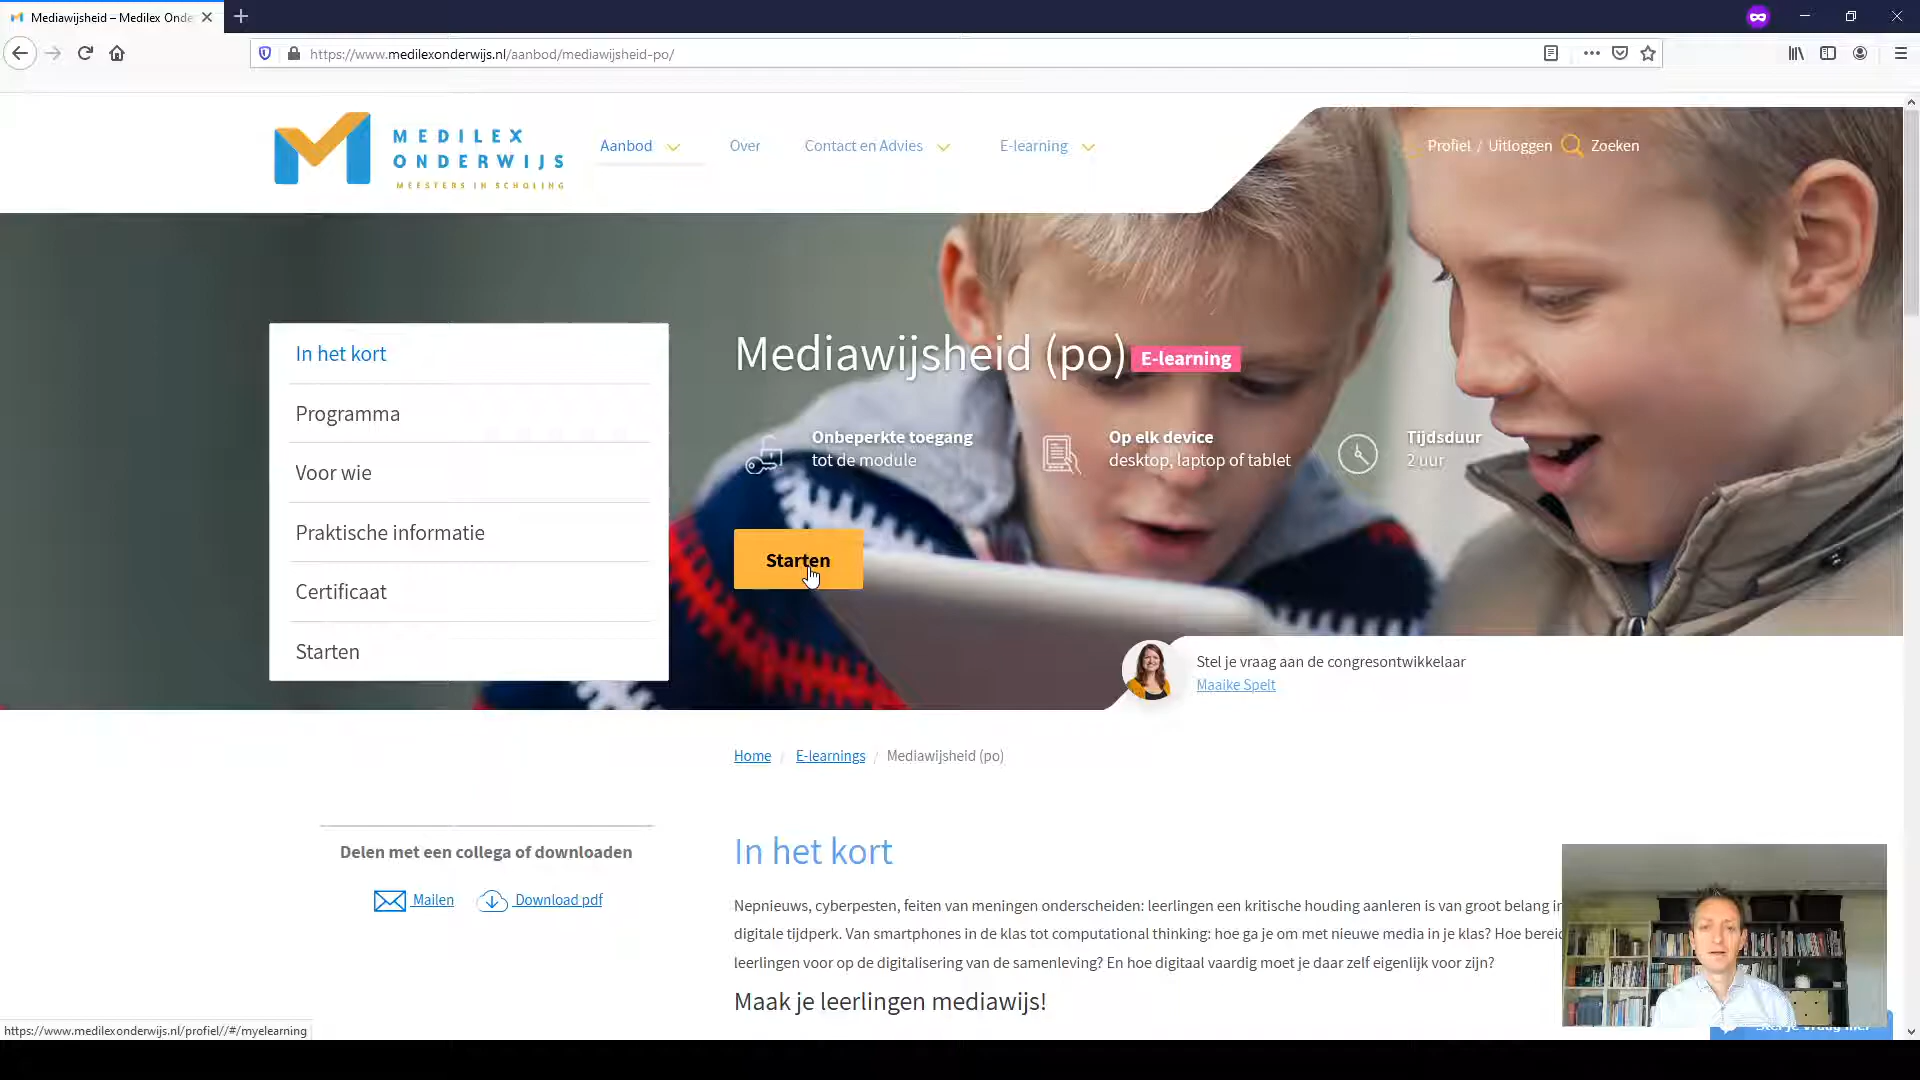 Mediawijsheid – Medilex Onde
https://www.medilexonderwijs.nl/aanbod/mediawijsheid-po/
MEDILEX
ONDERWIJS
MEESTERS IN SCHOLING
Aanbod
Over
Contact en Advies
E-learning
Profiel / Uitloggen
Zoeken
In het kort
Programma
Voor wie
Praktische informatie
Certificaat
Starten
Mediawijsheid (po) E-learning
Onbeperkte toegang
tot de module
Op elk device
desktop, laptop of tablet
Tijdsduur
2 uur
Starten
Stel je vraag aan de congresontwikkelaar
Maaike Spelt
Home / E-learnings / Mediawijsheid (po)
Delen met een collega of downloaden
Mailen
Download pdf
In het kort
Nepnieuws, cyberpesten, feiten van meningen onderscheiden: leerlingen een kritische houding aanleren is van groot belang in
digitale tijdperk. Van smartphones in de klas tot computational thinking: hoe ga je om met nieuwe media in je klas? Hoe bereid
leerlingen voor op de digitalisering van de samenleving? En hoe digitaal vaardig moet je daar zelf eigenlijk voor zijn?
Maak je leerlingen mediawijs!
https://www.medilexonderwijs.nl/profiel//#/myelearning